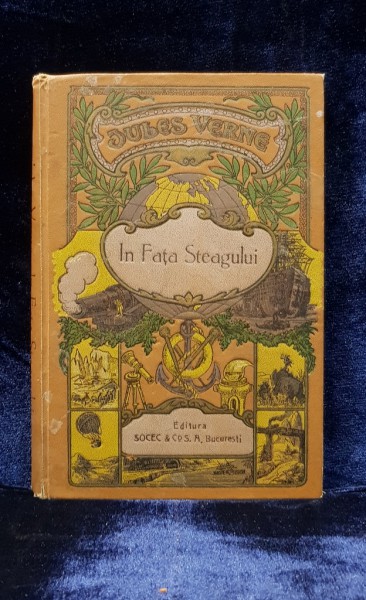 JULES VERNE
In Fața Steagului
Editura
SOCEC & Co S. A. București